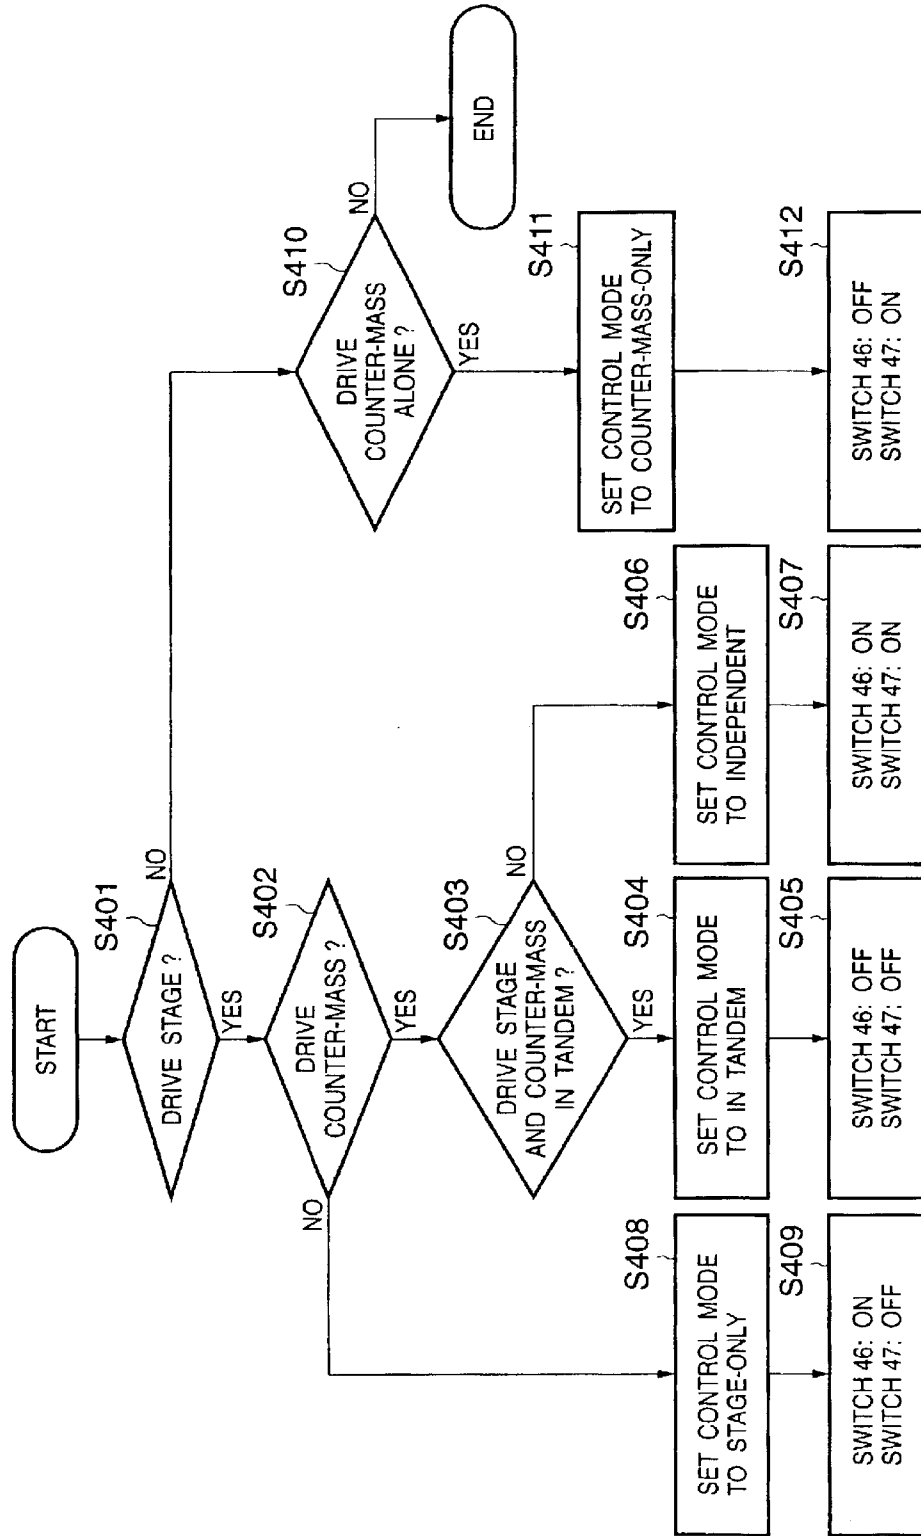 START
S401
DRIVE STAGE ?
NO
YES
S402
DRIVE
COUNTER-MASS ?
NO
YES
S403
DRIVE STAGE
AND COUNTER-MASS
IN TANDEM ?
NO
YES
S410
DRIVE
COUNTER-MASS
ALONE ?
NO
YES
END
S411
SET CONTROL MODE
TO COUNTER-MASS-ONLY
S412
SWITCH 46: OFF
SWITCH 47: ON
S408
SET CONTROL MODE
TO STAGE-ONLY
S409
SWITCH 46: ON
SWITCH 47: OFF
S404
SET CONTROL MODE
TO IN TANDEM
S405
SWITCH 46: OFF
SWITCH 47: OFF
S406
SET CONTROL MODE
TO INDEPENDENT
S407
SWITCH 46: ON
SWITCH 47: ON